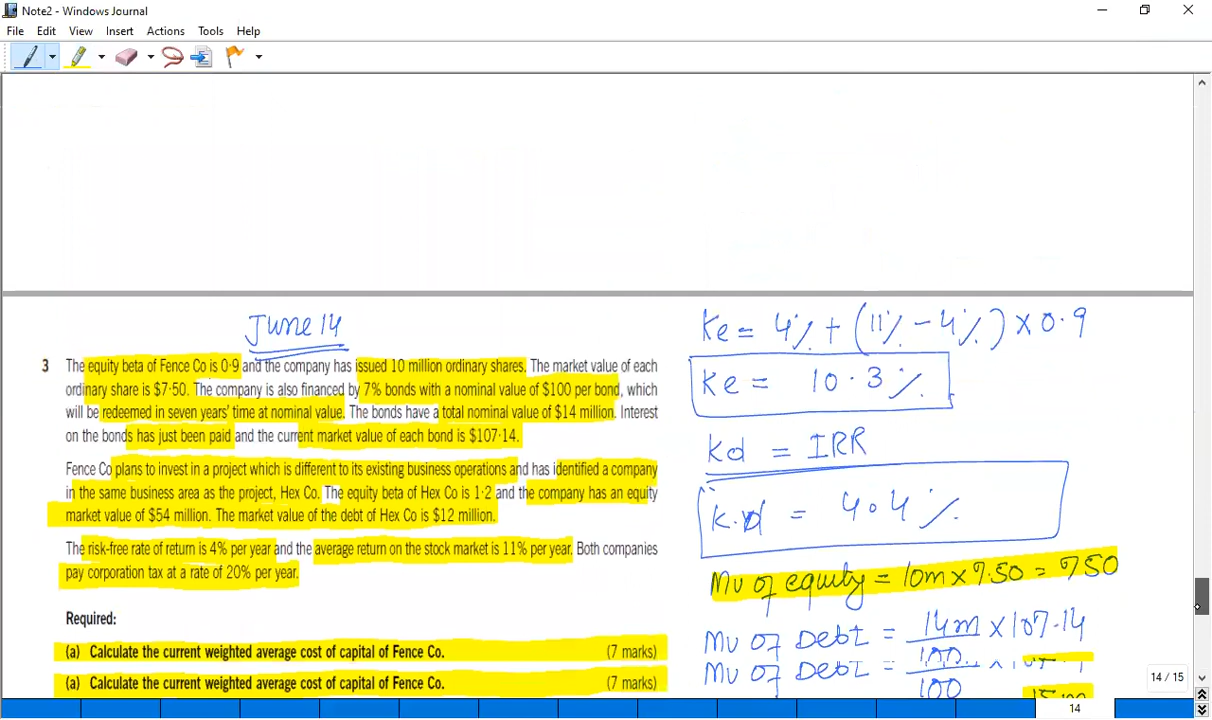 Note2 - Windows Journal
File Edit View Insert Actions Tools Help
June 14
3 The equity beta of Fence Co is 0·9 and the company has issued 10 million ordinary shares. The market value of each
ordinary share is $7·50. The company is also financed by 7% bonds with a nominal value of $100 per bond, which
will be redeemed in seven years' time at nominal value. The bonds have a total nominal value of $14 million. Interest
on the bonds has just been paid and the current market value of each bond is $107·14.
Fence Co plans to invest in a project which is different to its existing business operations and has identified a company
in the same business area as the project, Hex Co. The equity beta of Hex Co is 1·2 and the company has an equity
market value of $54 million. The market value of the debt of Hex Co is $12 million.
The risk-free rate of return is 4% per year and the average return on the stock market is 11% per year. Both companies
pay corporation tax at a rate of 20% per year.
Required:
(a) Calculate the current weighted average cost of capital of Fence Co. (7 marks)
(a) Calculate the current weighted average cost of capital of Fence Co. (7 marks)
Ke = 4% + (11% - 4%) × 0.9
Ke = 10.3%
Kd = IRR
K.d = 4.4%
Mv of equity = 10m × 7.50 = 750
Mv of Debt = 14m × 107.14
100
Mv of Debt =
100
14 / 15
14